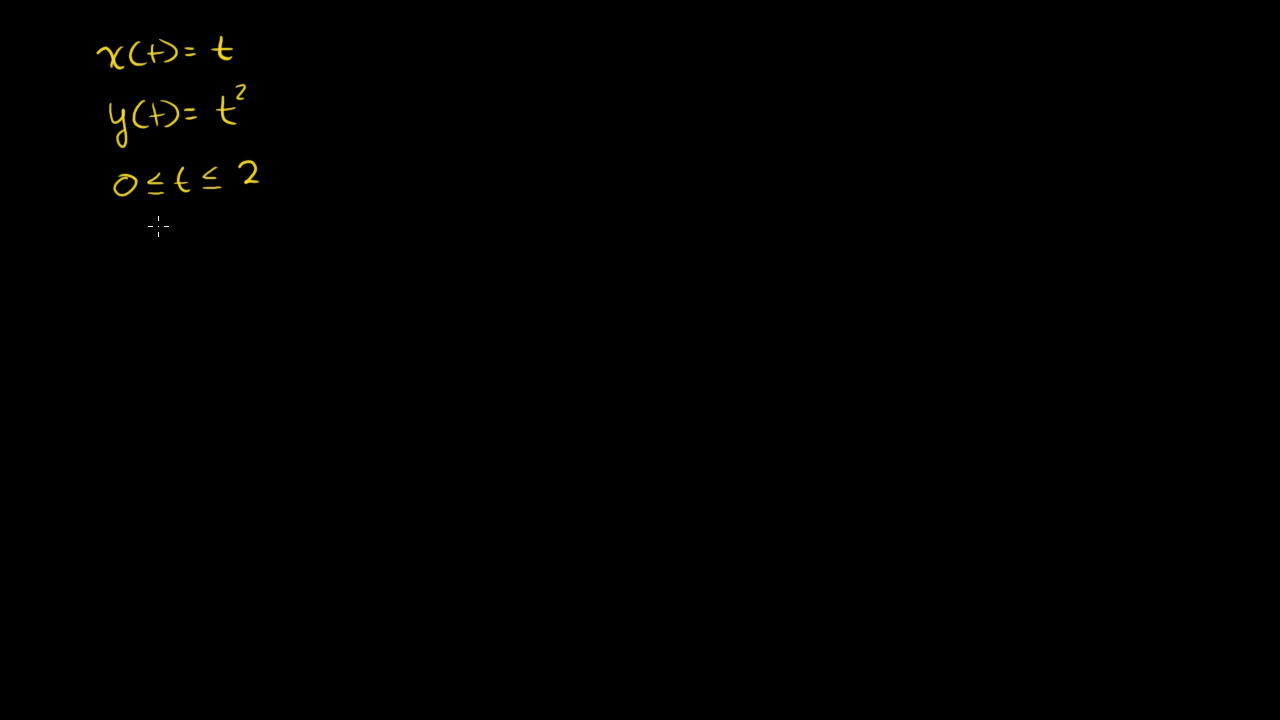 x(t) = t
y(t) = t²
0 ≤ t ≤ 2